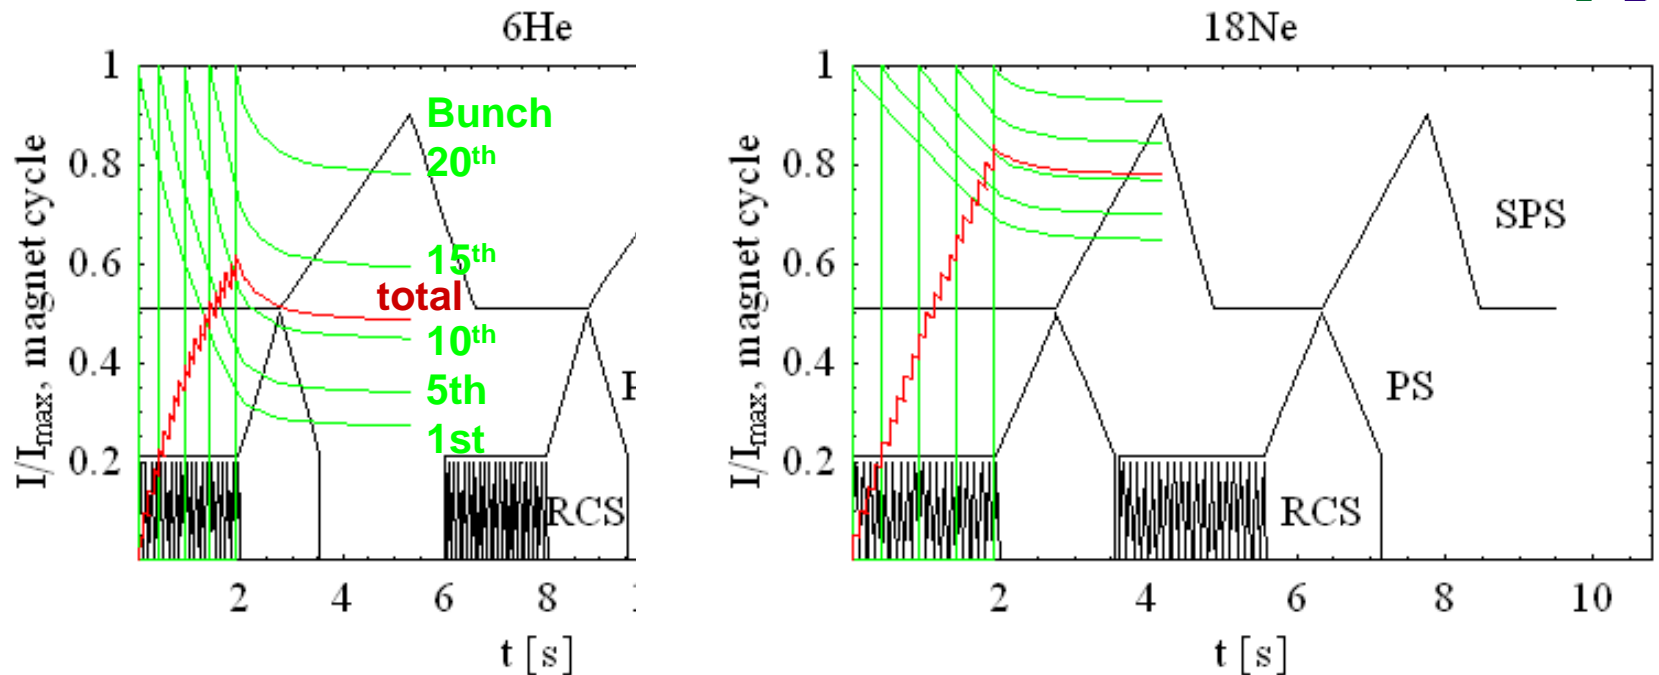 6He
I/Imax, magnet cycle
1
0.8
0.6
0.4
0.2
Bunch
20th
15th
total
10th
5th
1st
RCS
2 4 6 8
t [s]
18Ne
I/Imax, magnet cycle
1
0.8
0.6
0.4
0.2
SPS
PS
RCS
2 4 6 8 10
t [s]